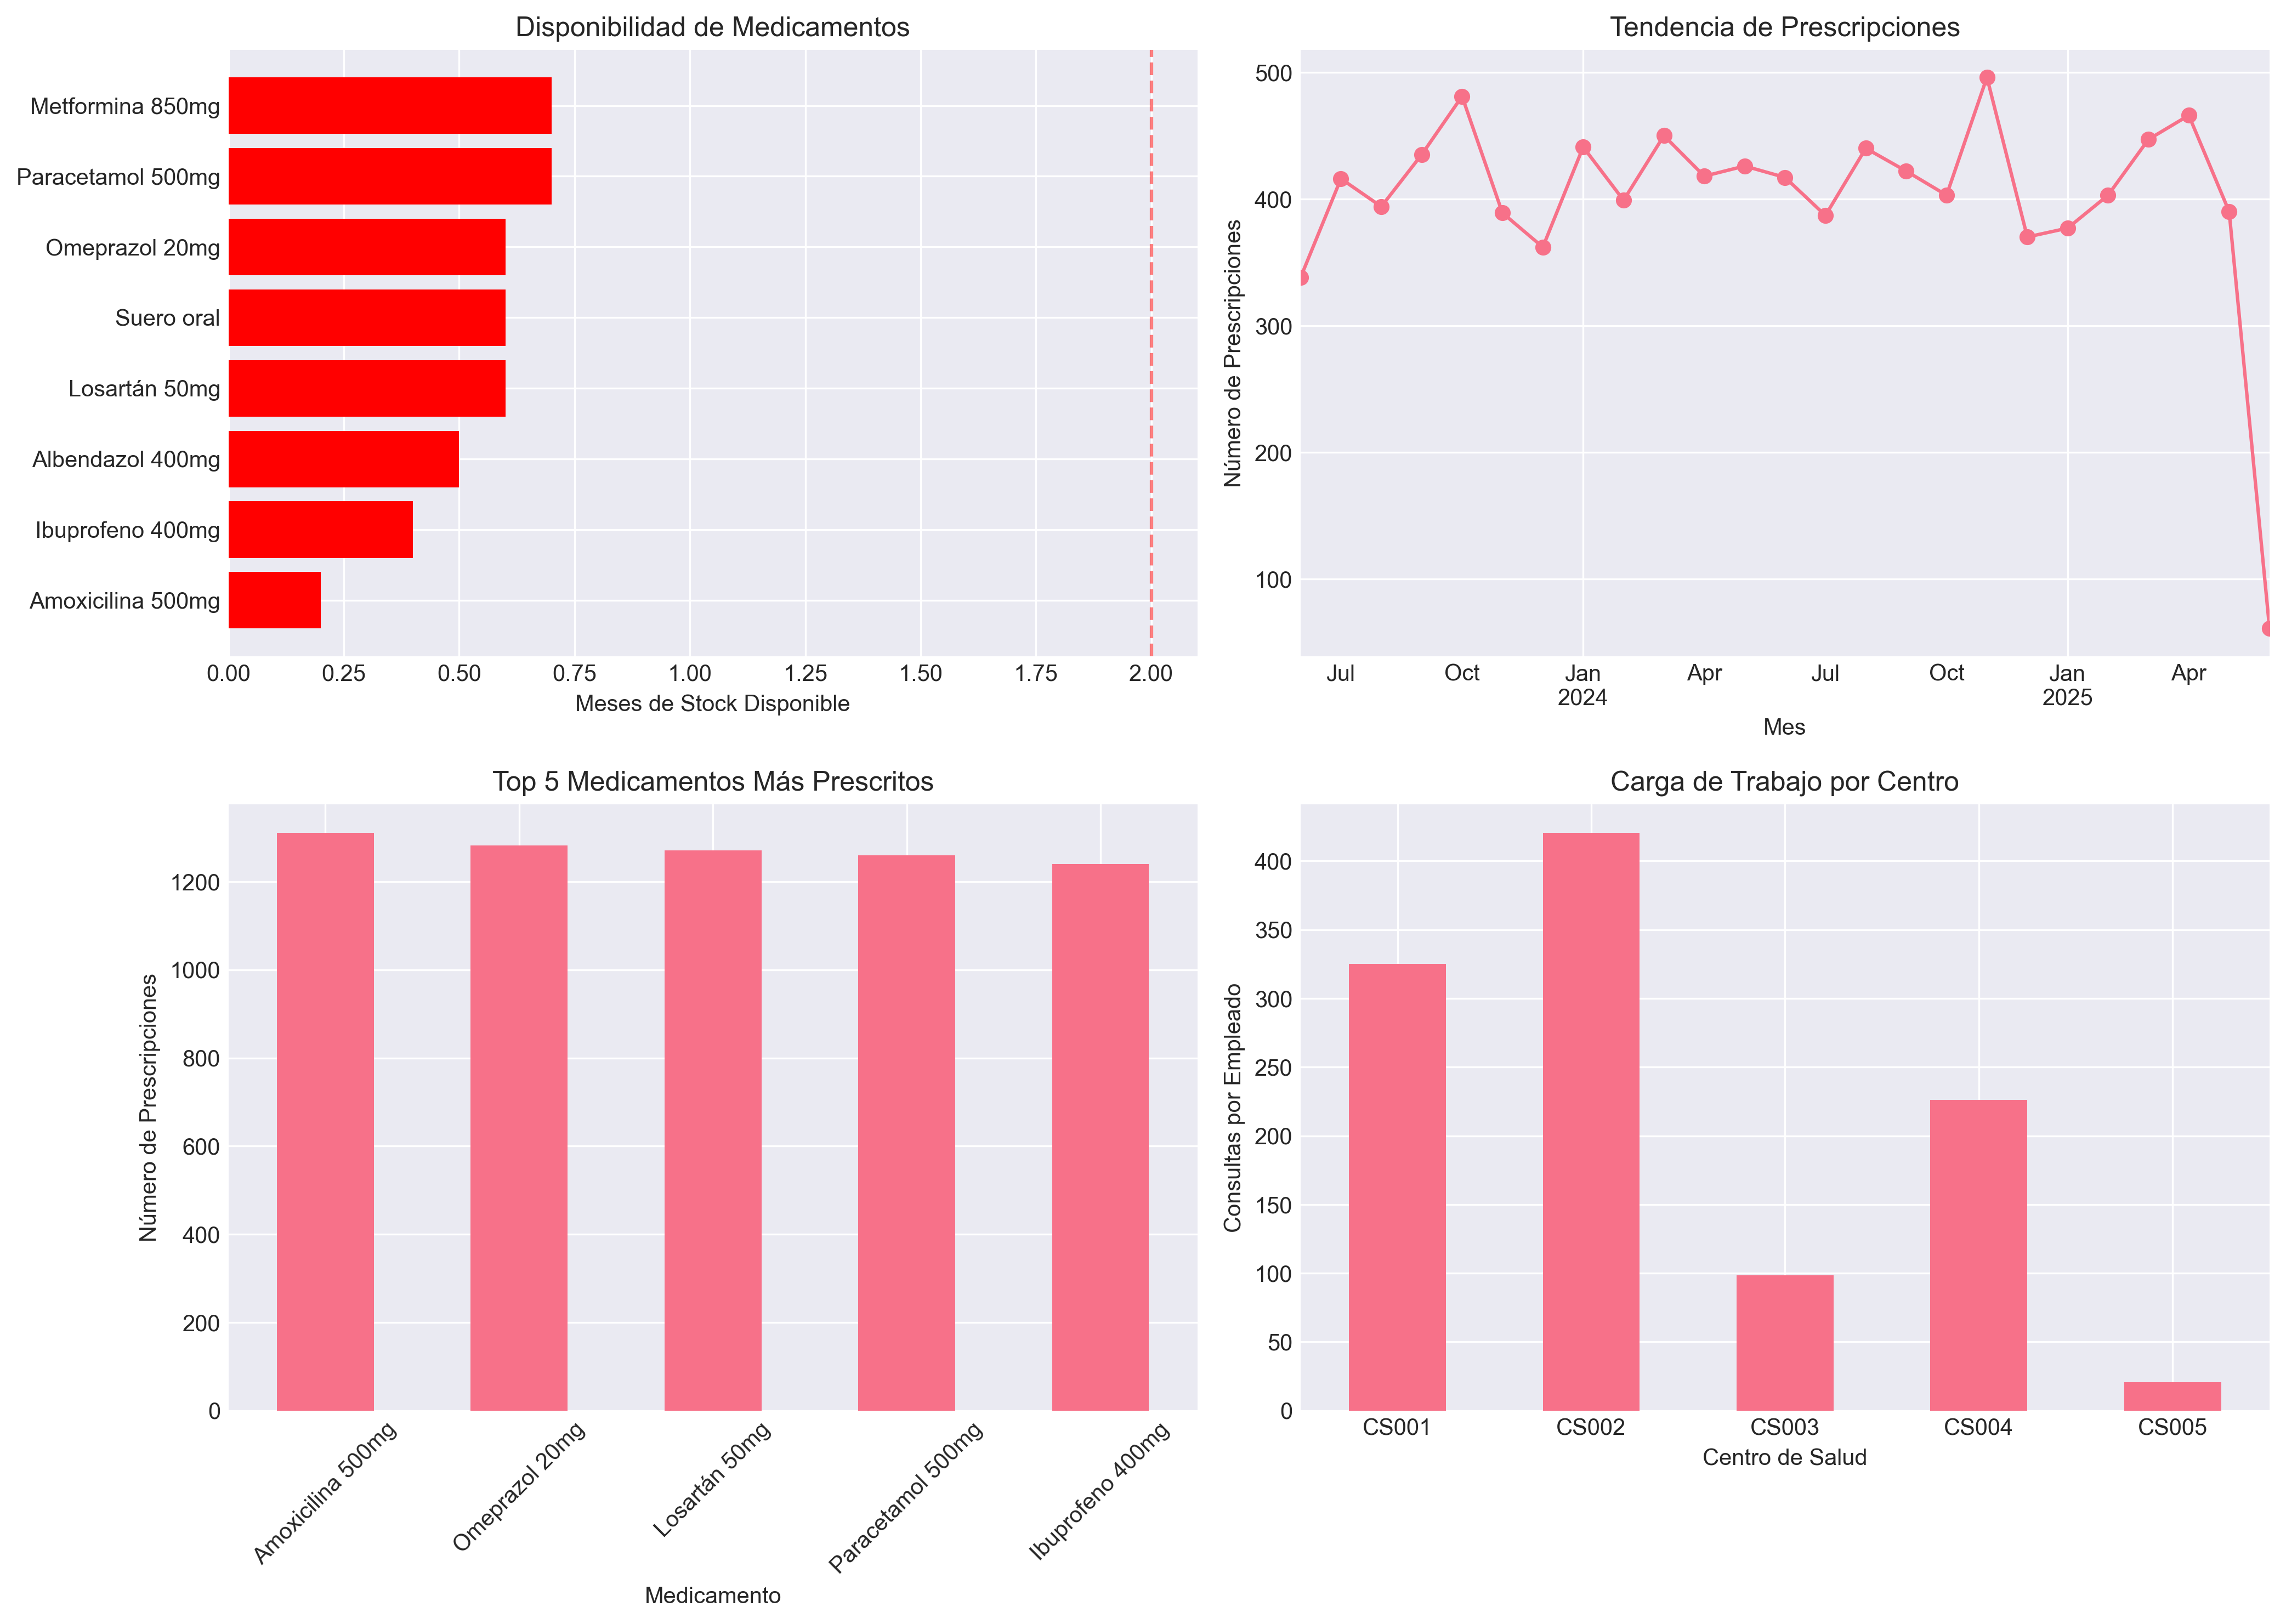 Disponibilidad de Medicamentos
Metformina 850mg
Paracetamol 500mg
Omeprazol 20mg
Suero oral
Losartán 50mg
Albendazol 400mg
Ibuprofeno 400mg
Amoxicilina 500mg
0.00 0.25 0.50 0.75 1.00 1.25 1.50 1.75 2.00
Meses de Stock Disponible
Tendencia de Prescripciones
Número de Prescripciones
500
400
300
200
100
Jul Oct Jan Apr Jul Oct Jan Apr
2024 2025
Mes
Top 5 Medicamentos Más Prescritos
Número de Prescripciones
1200
1000
800
600
400
200
0
Amoxicilina 500mg
Omeprazol 20mg
Losartán 50mg
Paracetamol 500mg
Ibuprofeno 400mg
Medicamento
Carga de Trabajo por Centro
Consultas por Empleado
400
350
300
250
200
150
100
50
0
CS001 CS002 CS003 CS004 CS005
Centro de Salud